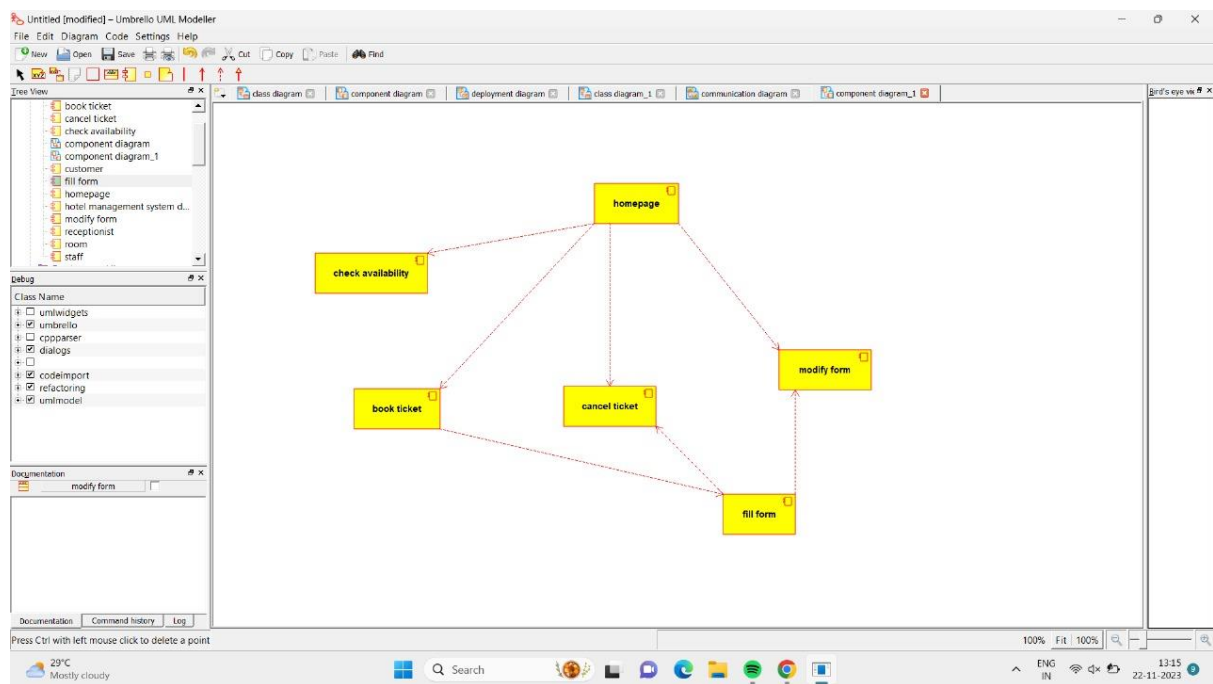 Untitled [modified] – Umbrello UML Modeller
File Edit Diagram Code Settings Help
New Open Save Cut Copy Paste Find
Tree View
class diagram component diagram deployment diagram class diagram_1 communication diagram component diagram_1
Bird's eye vie
book ticket
cancel ticket
check availability
component diagram
component diagram_1
customer
fill form
homepage
hotel management system d...
modify form
receptionist
room
staff
Debug
Class Name
umlwidgets
umbrello
cppparser
dialogs
codeimport
refactoring
umlmodel
Documentation
modify form
homepage
check availability
modify form
book ticket
cancel ticket
fill form
Documentation Command history Log
Press Ctrl with left mouse click to delete a point
100% Fit 100%
29°C
Mostly cloudy
Search
ENG
IN
13:15
22-11-2023